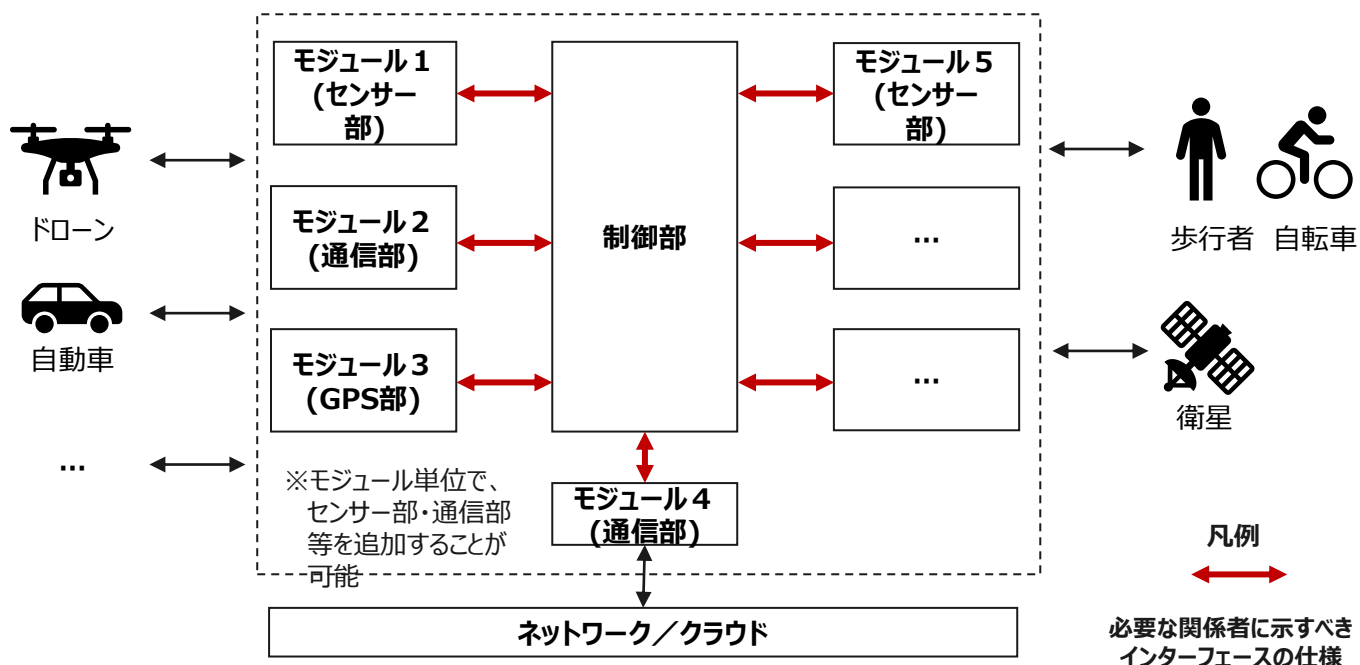 モジュール１
(センサー
部)
モジュール２
(通信部)
モジュール３
(GPS部)
制御部
モジュール５
(センサー
部)
…
…
モジュール４
(通信部)
※モジュール単位で、
センサー部・通信部
等を追加することが
可能
ネットワーク／クラウド
ドローン
自動車
…
歩行者 自転車
衛星
凡例
必要な関係者に示すべき
インターフェースの仕様